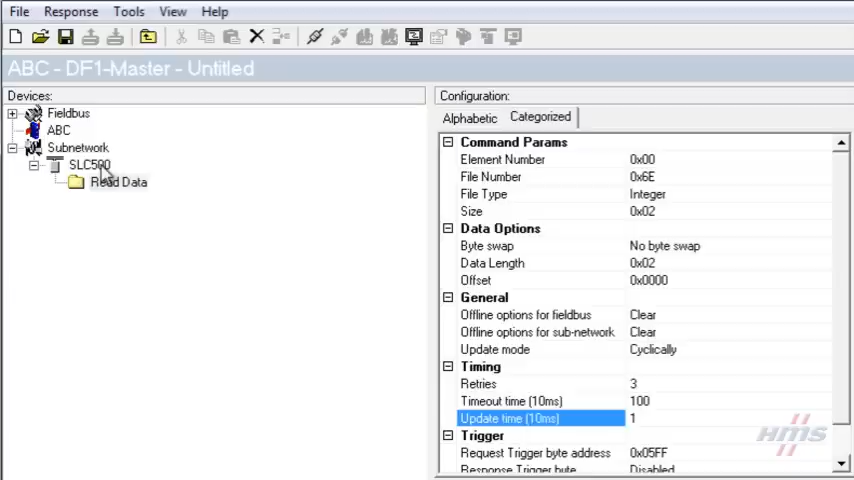 File Response Tools View Help
ABC - DF1-Master - Untitled
Devices:
Fieldbus
ABC
Subnetwork
SLC500
Read Data
Configuration:
Alphabetic Categorized
Command Params
Element Number 0x00
File Number 0x6E
File Type Integer
Size 0x02
Data Options
Byte swap No byte swap
Data Length 0x02
Offset 0x0000
General
Offline options for fieldbus Clear
Offline options for sub-network Clear
Update mode Cyclically
Timing
Retries 3
Timeout time (10ms) 100
Update time (10ms) 1
Trigger
Request Trigger byte address 0x05FF
Response Trigger byte Disabled
HMS